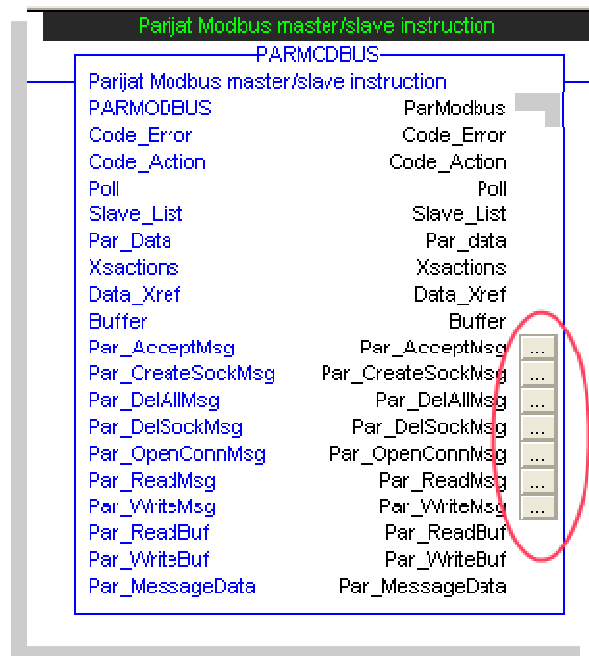 Parijat Modbus master/slave instruction
PARMODBUS
Parijat Modbus master/slave instruction
PARMODBUS ParModbus
Code_Error Code_Error
Code_Action Code_Action
Poll Poll
Slave_List Slave_List
Par_Data Par_data
Xsactions Xsactions
Data_Xref Data_Xref
Buffer Buffer
Par_AcceptMsg Par_AcceptMsg ...
Par_CreateSockMsg Par_CreateSockMsg ...
Par_DelAllMsg Par_DelAllMsg ...
Par_DelSockMsg Par_DelSockMsg ...
Par_OpenConnMsg Par_OpenConnMsg ...
Par_ReadMsg Par_ReadMsg ...
Par_WriteMsg Par_WriteMsg ...
Par_ReadBuf Par_ReadBuf
Par_WriteBuf Par_WriteBuf
Par_MessageData Par_MessageData